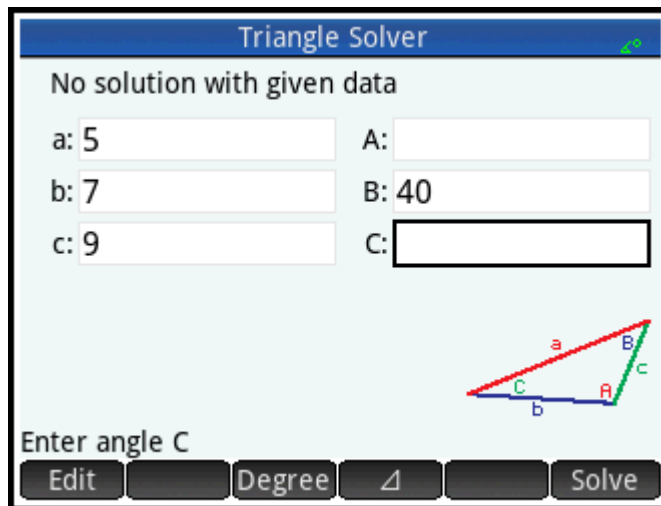 Triangle Solver
No solution with given data
a: 5 A:
b: 7 B: 40
c: 9 C:
a B
c
C A
b
Enter angle C
Edit Degree Solve